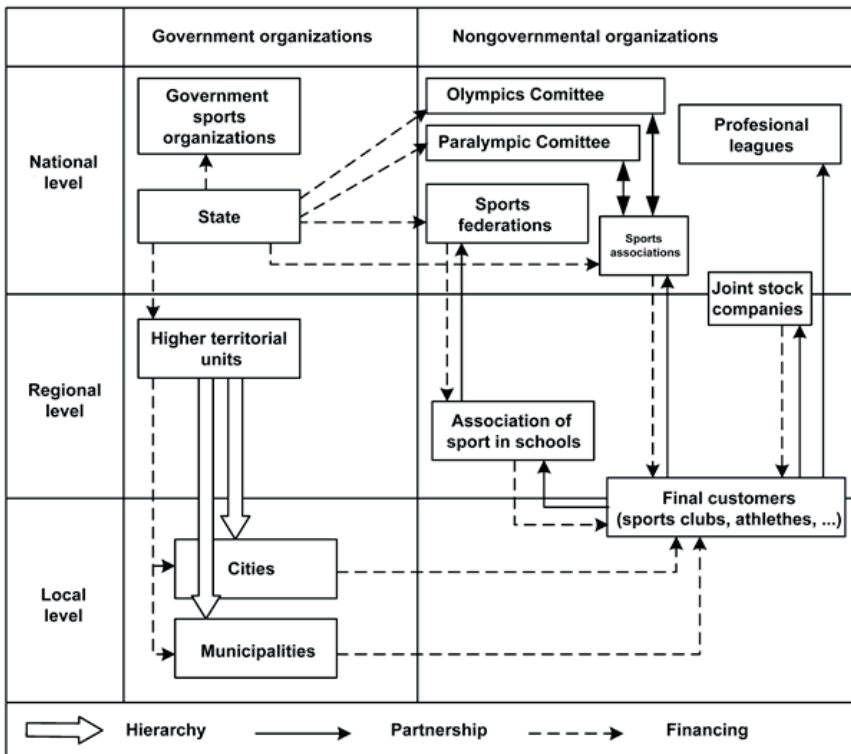 Government organizations
Nongovernmental organizations
National
level
Government
sports
organizations
State
Olympics Comittee
Paralympic Comittee
Profesional
leagues
Sports
federations
Sports
associations
Joint stock
companies
Regional
level
Higher territorial
units
Association of
sport in schools
Final customers
(sports clubs, athlethes, ...)
Local
level
Cities
Municipalities
Hierarchy
Partnership
Financing